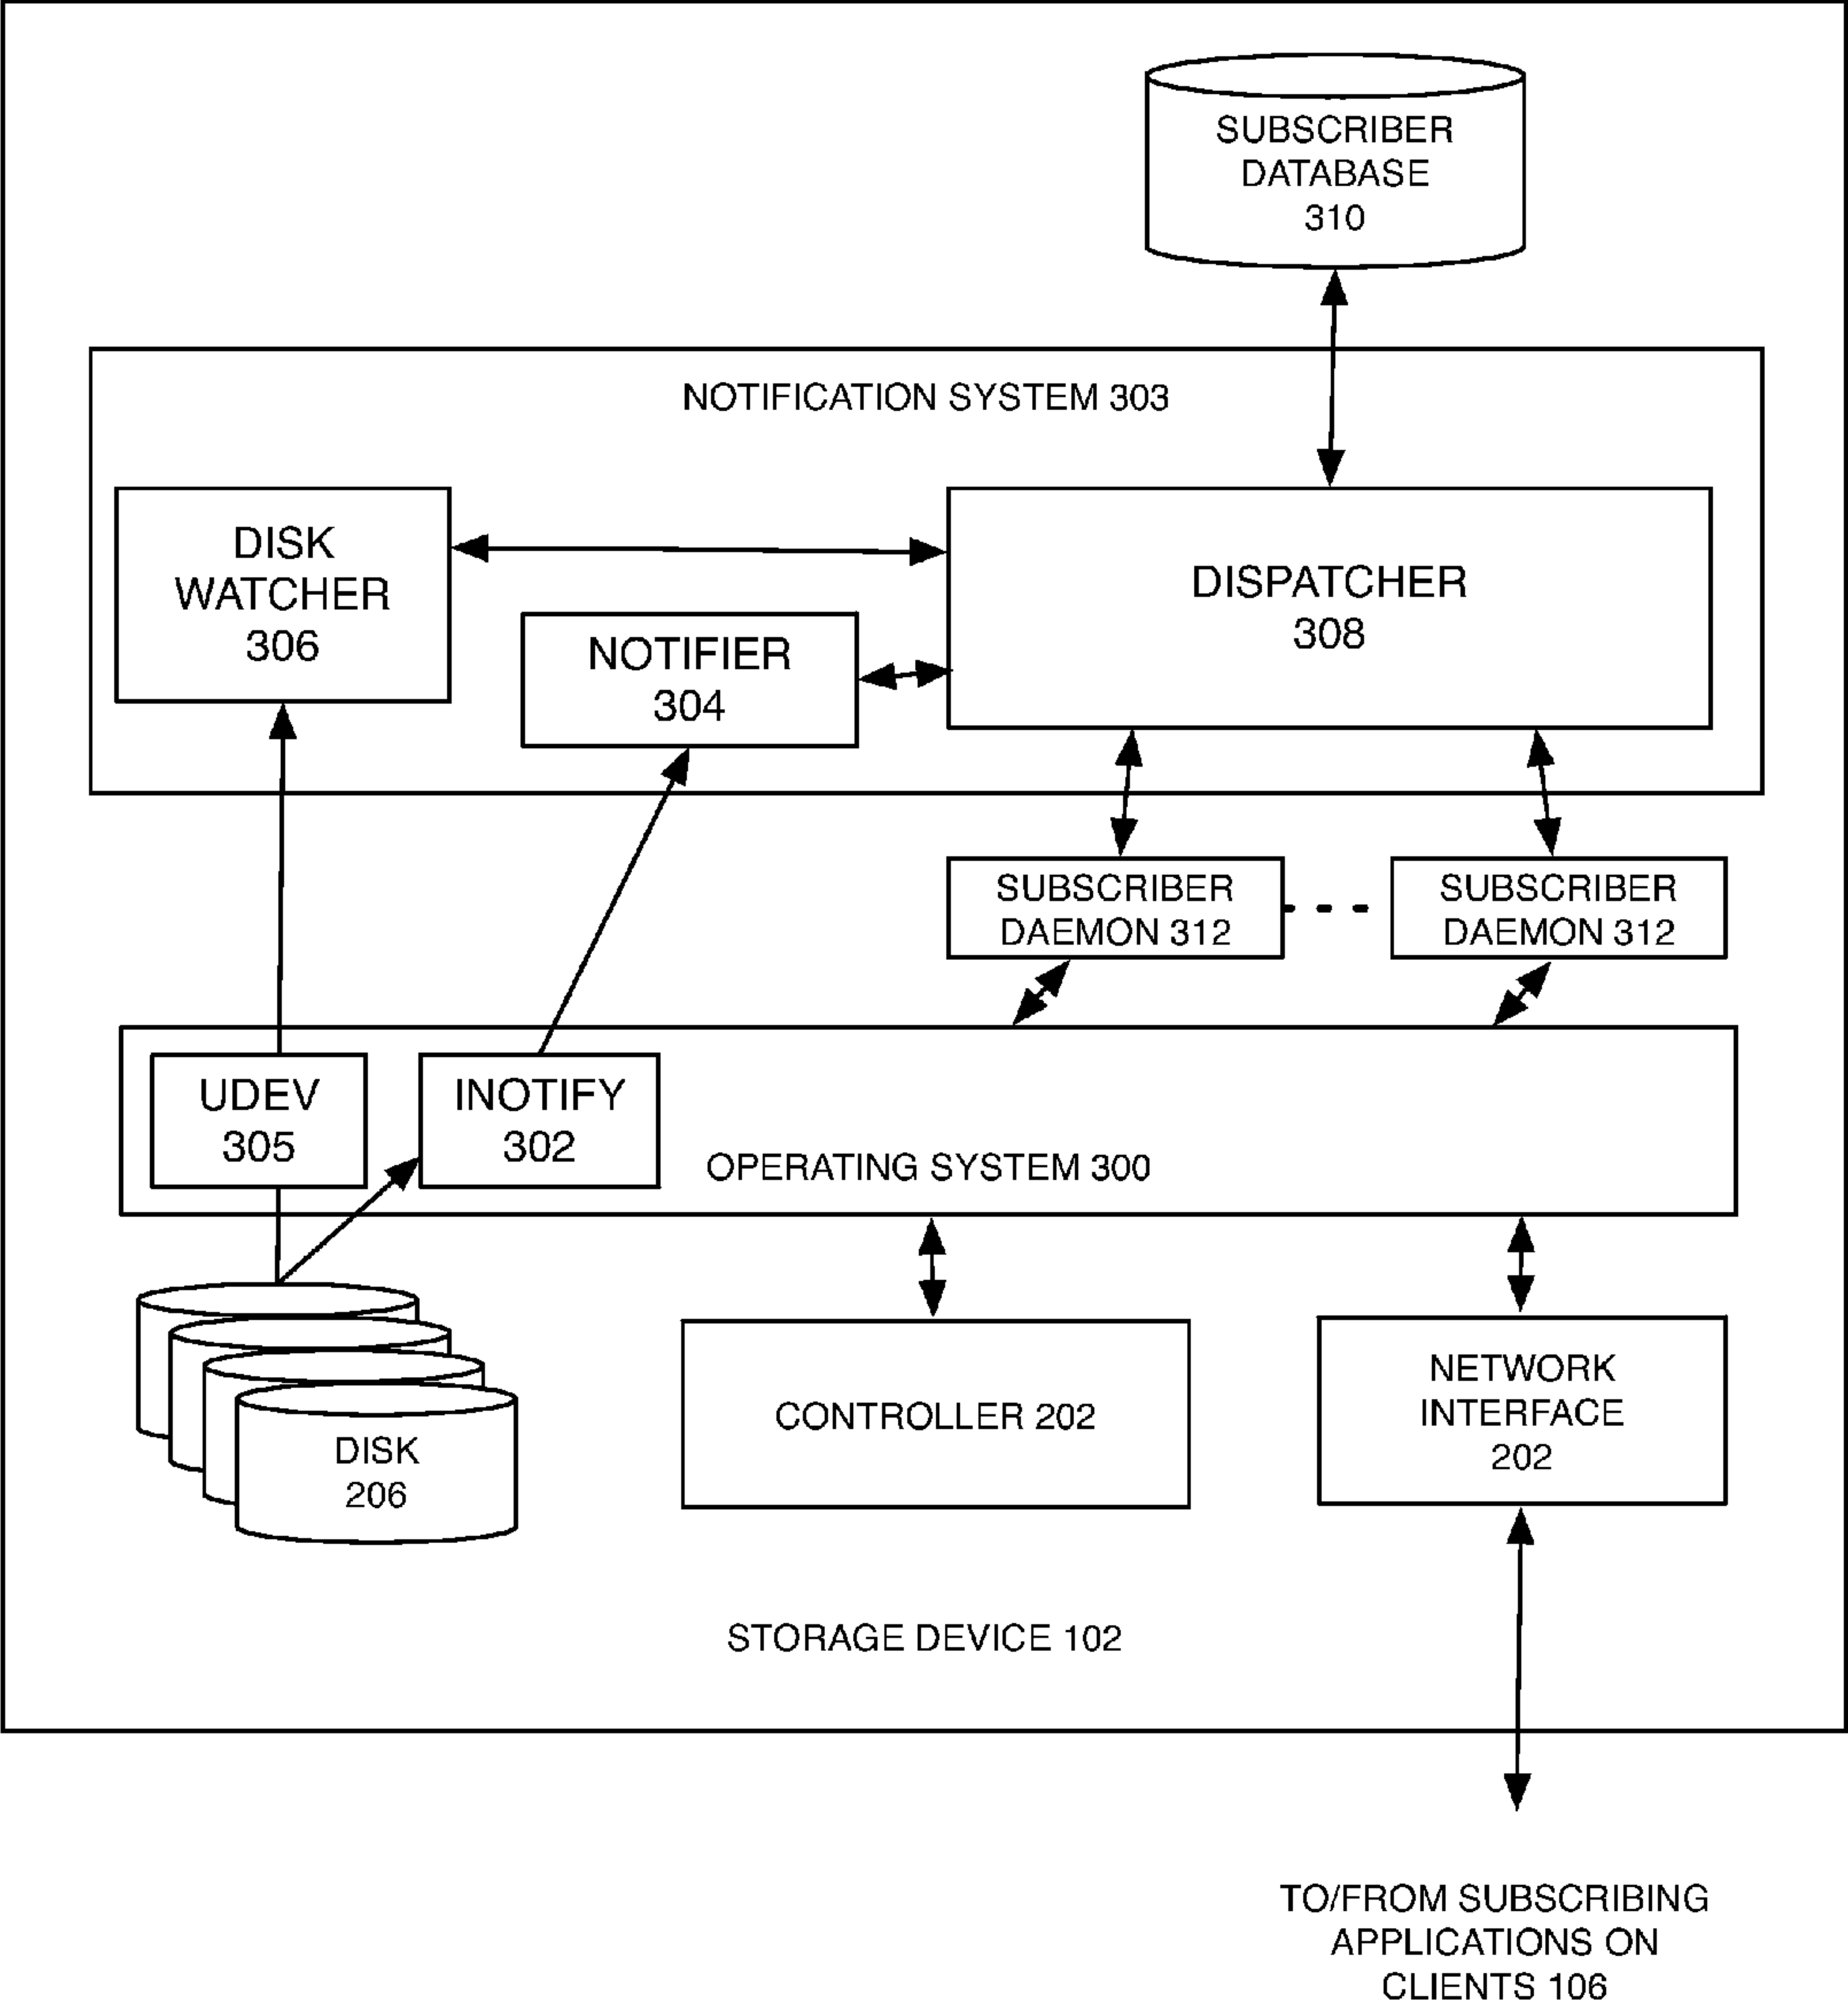 SUBSCRIBER
DATABASE
310
NOTIFICATION SYSTEM 303
DISK
WATCHER
306
NOTIFIER
304
DISPATCHER
308
SUBSCRIBER
DAEMON 312
SUBSCRIBER
DAEMON 312
UDEV
305
INOTIFY
302
OPERATING SYSTEM 300
DISK
206
CONTROLLER 202
NETWORK
INTERFACE
202
STORAGE DEVICE 102
TO/FROM SUBSCRIBING
APPLICATIONS ON
CLIENTS 106